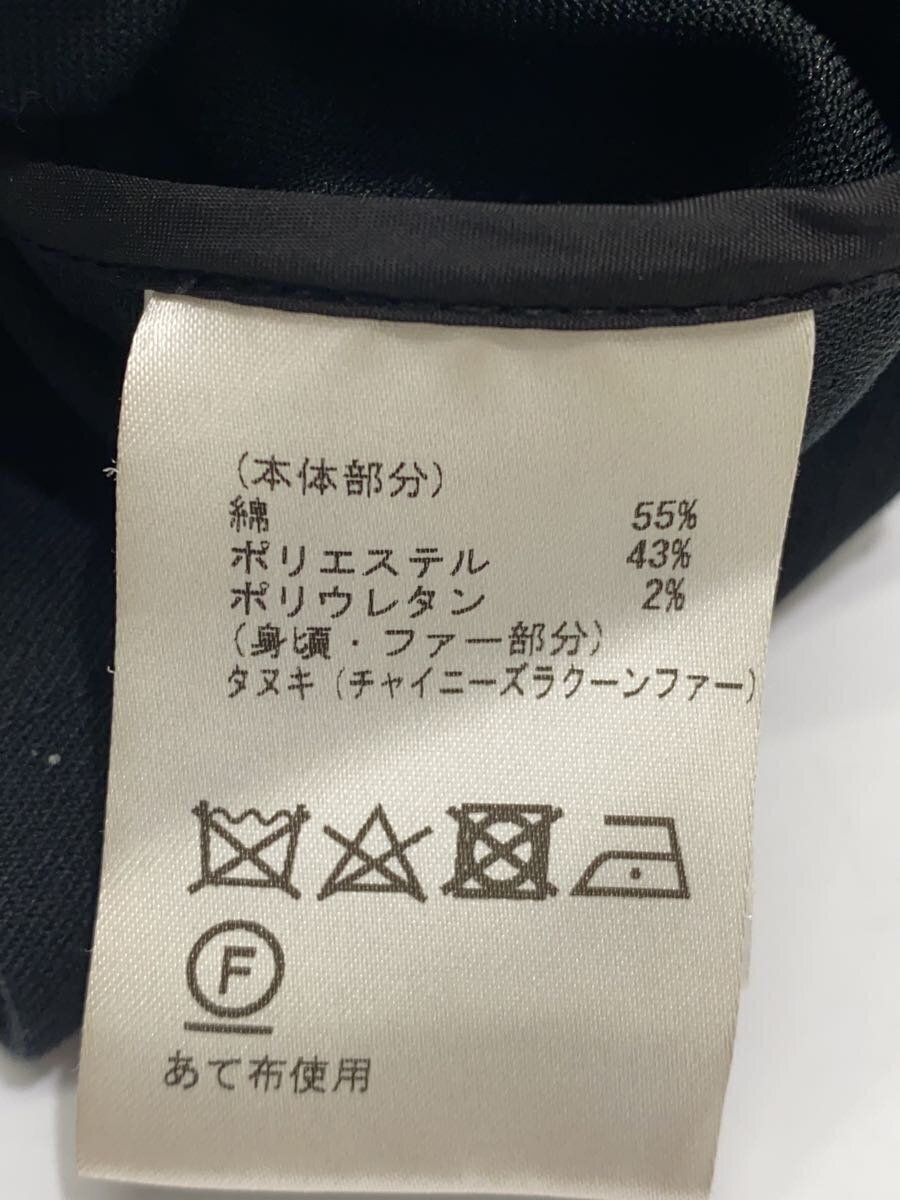 (本体部分)
綿 55%
ポリエステル 43%
ポリウレタン 2%
(身頃・ファー部分)
タヌキ(チャイニーズラクーンファー)
F
あて布使用